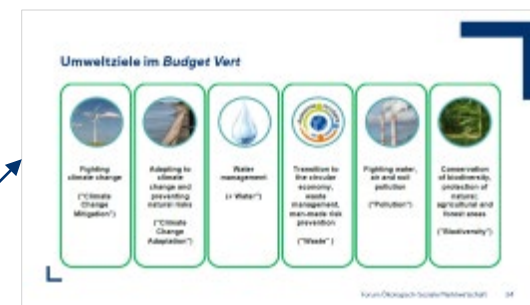 Umweltziele im Budget Vert
Fighting
climate change
("Climate
Change
Mitigation")
Adapting to
climate
change and
preventing
natural risks
("Climate
Change
Adaptation")
Water
management
(« Water")
Transition to
the circular
economy,
waste
management,
man-made risk
prevention
("Waste" )
Fighting water,
air and soil
pollution
("Pollution")
Conservation
of biodiversity,
protection of
natural,
agricultural and
forest areas
("Biodiversity")
Forum Ökologisch-Soziale Marktwirtschaft